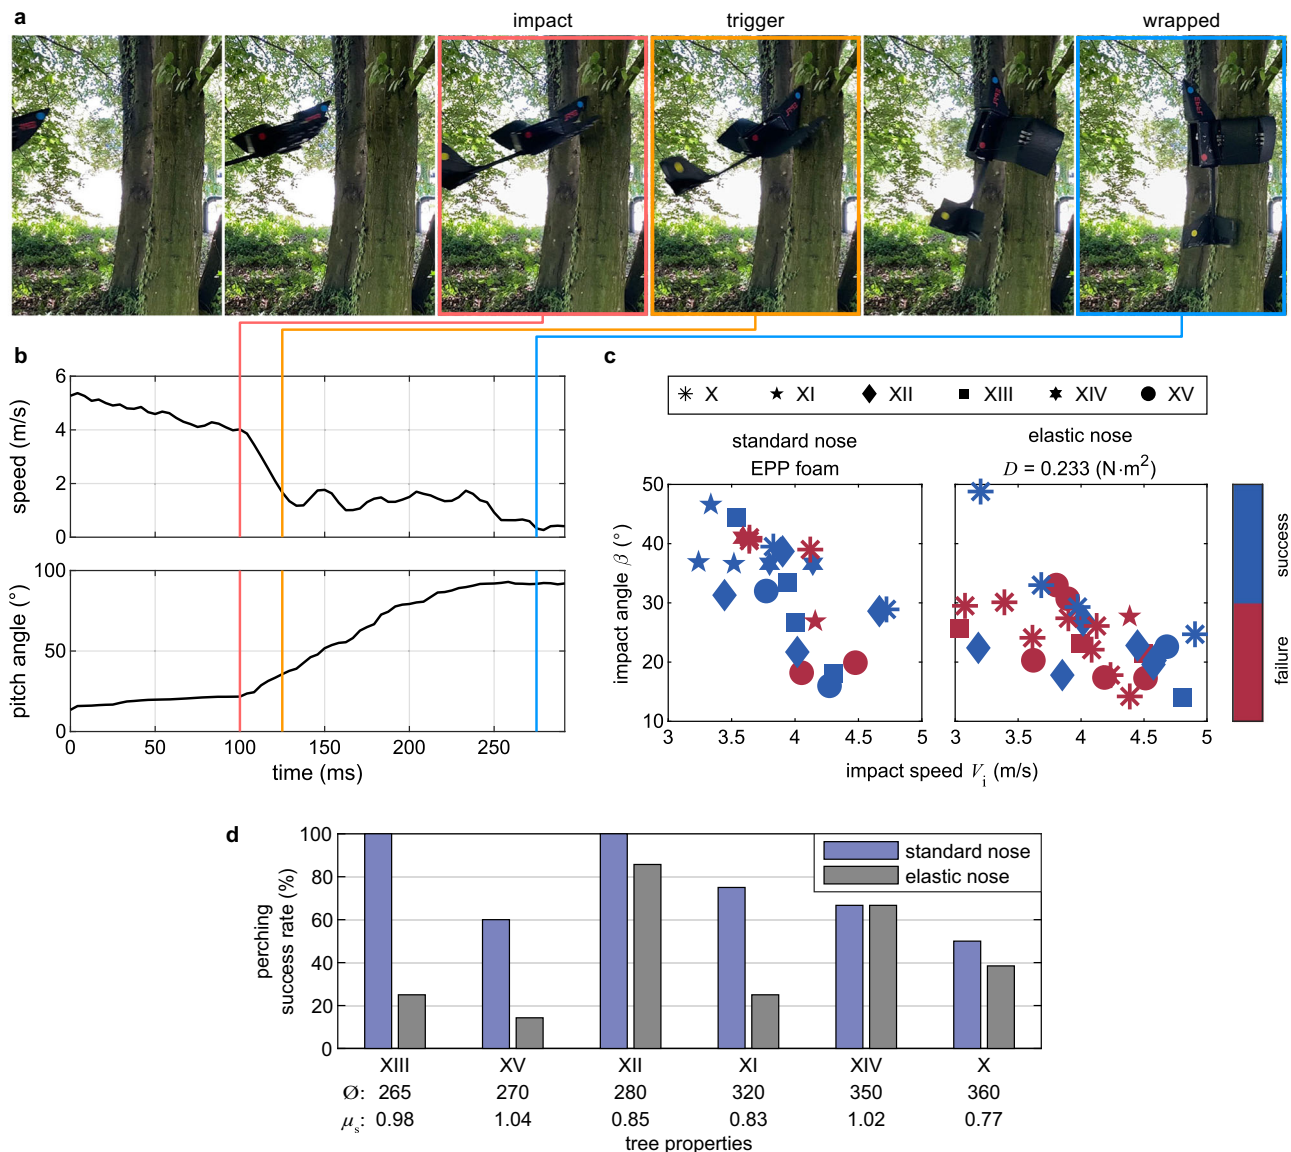 a
impact
trigger
wrapped
b
6
4
2
0
speed (m/s)
100
50
0
pitch angle (°)
0
50
100
150
200
250
time (ms)
c
X
XI
XII
XIII
XIV
XV
standard nose
EPP foam
elastic nose
D = 0.233 (N·m²)
50
40
30
20
10
impact angle β (°)
3
3.5
4
4.5
5
3
3.5
4
4.5
5
impact speed Vᵢ (m/s)
success
failure
d
100
80
60
40
20
0
perching
success rate (%)
standard nose
elastic nose
XIII
XV
XII
XI
XIV
X
Ø: 265 270 280 320 350 360
μₛ: 0.98 1.04 0.85 0.83 1.02 0.77
tree properties